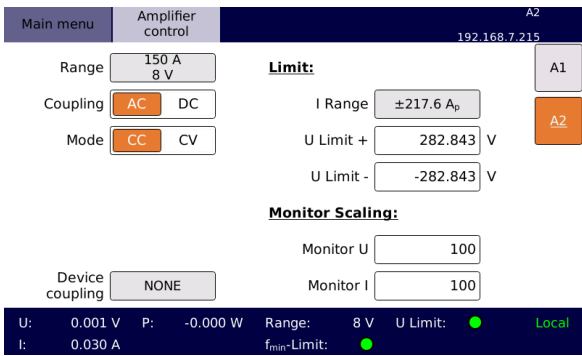 Main menu
Amplifier
control
A2
192.168.7.215
Range
150 A
8 V
Limit:
A1
Coupling
AC
DC
I Range
±217.6 Aₚ
A2
Mode
CC
CV
U Limit +
282.843
V
U Limit -
-282.843
V
Monitor Scaling:
Monitor U
100
Device
coupling
NONE
Monitor I
100
U: 0.001 V P: -0.000 W Range: 8 V U Limit: Local
I: 0.030 A fmin-Limit: